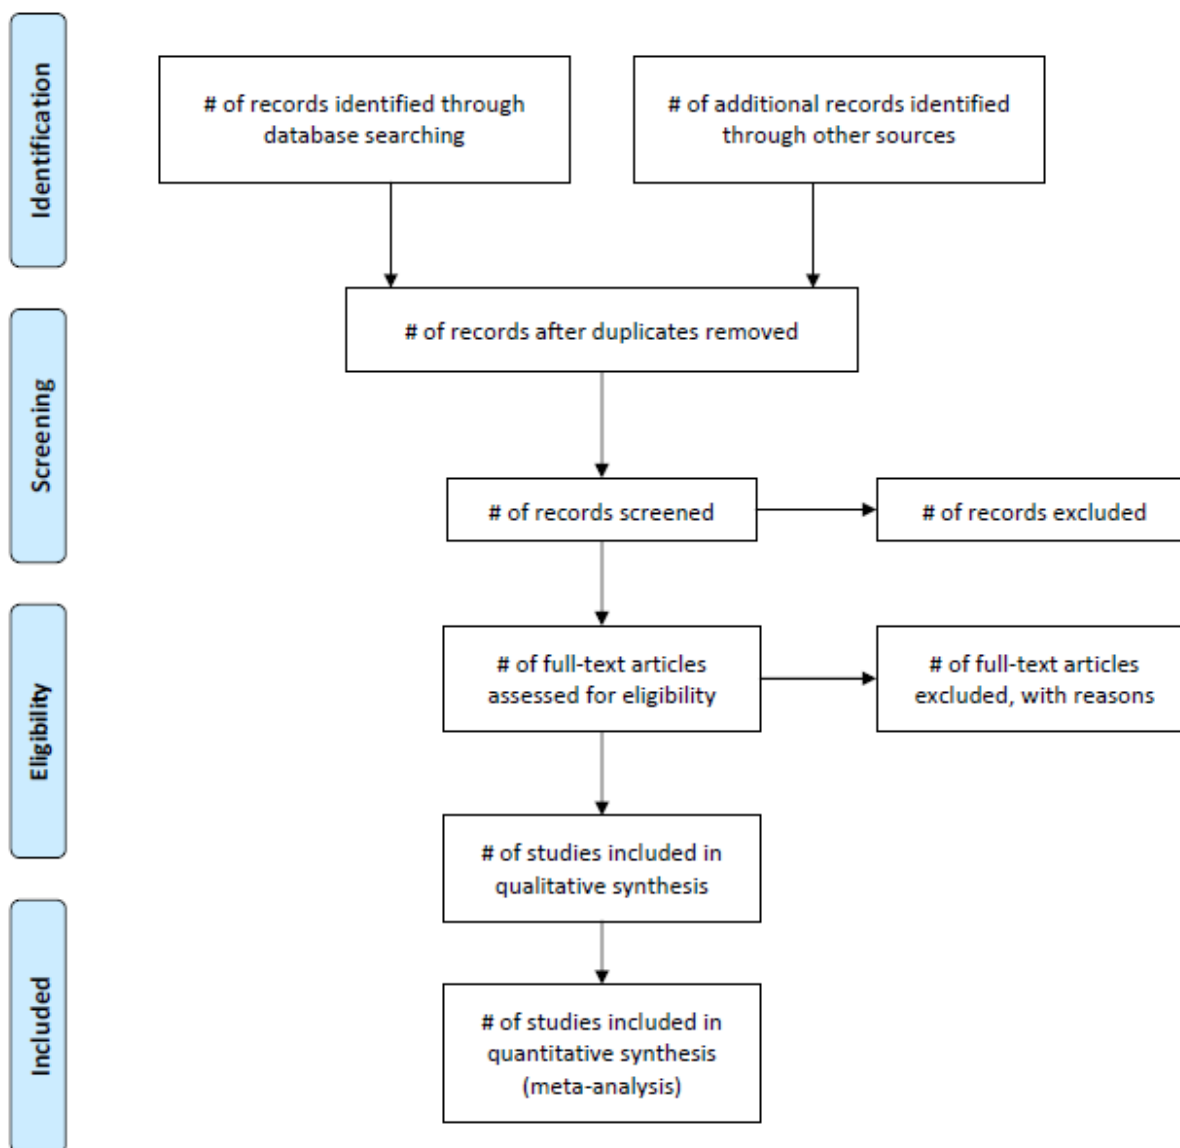 Identification
# of records identified through
database searching
# of additional records identified
through other sources
# of records after duplicates removed
Screening
# of records screened
# of records excluded
Eligibility
# of full-text articles
assessed for eligibility
# of full-text articles
excluded, with reasons
# of studies included in
qualitative synthesis
Included
# of studies included in
quantitative synthesis
(meta-analysis)